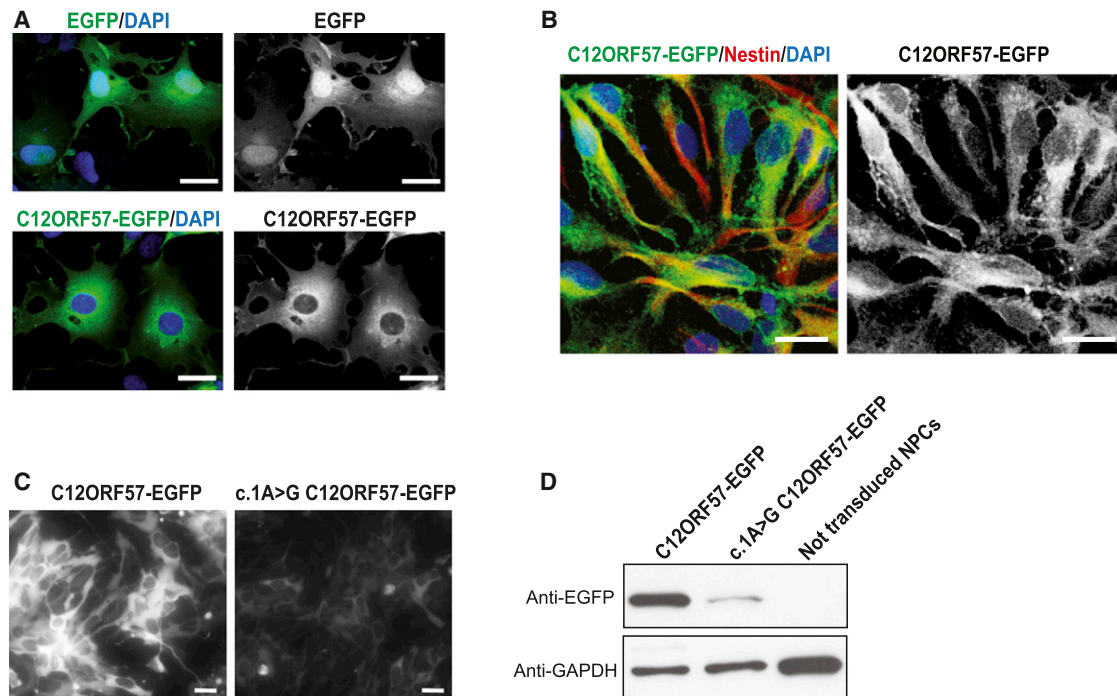 A
EGFP/DAPI
EGFP
C12ORF57-EGFP/DAPI
C12ORF57-EGFP
B
C12ORF57-EGFP/Nestin/DAPI
C12ORF57-EGFP
C
C12ORF57-EGFP
c.1A>G C12ORF57-EGFP
D
C12ORF57-EGFP
c.1A>G C12ORF57-EGFP
Not transduced NPCs
Anti-EGFP
Anti-GAPDH